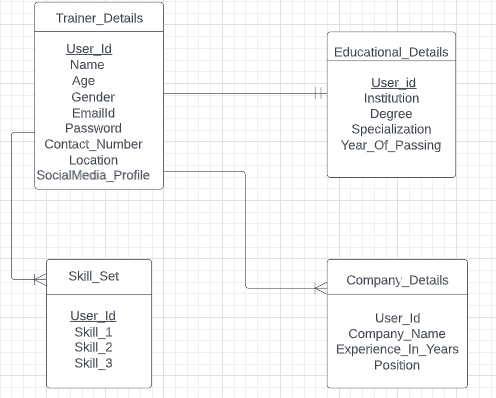 Trainer_Details
User_Id
Name
Age
Gender
EmailId
Password
Contact_Number
Location
SocialMedia_Profile
Educational_Details
User_id
Institution
Degree
Specialization
Year_Of_Passing
Skill_Set
User_Id
Skill_1
Skill_2
Skill_3
Company_Details
User_Id
Company_Name
Experience_In_Years
Position